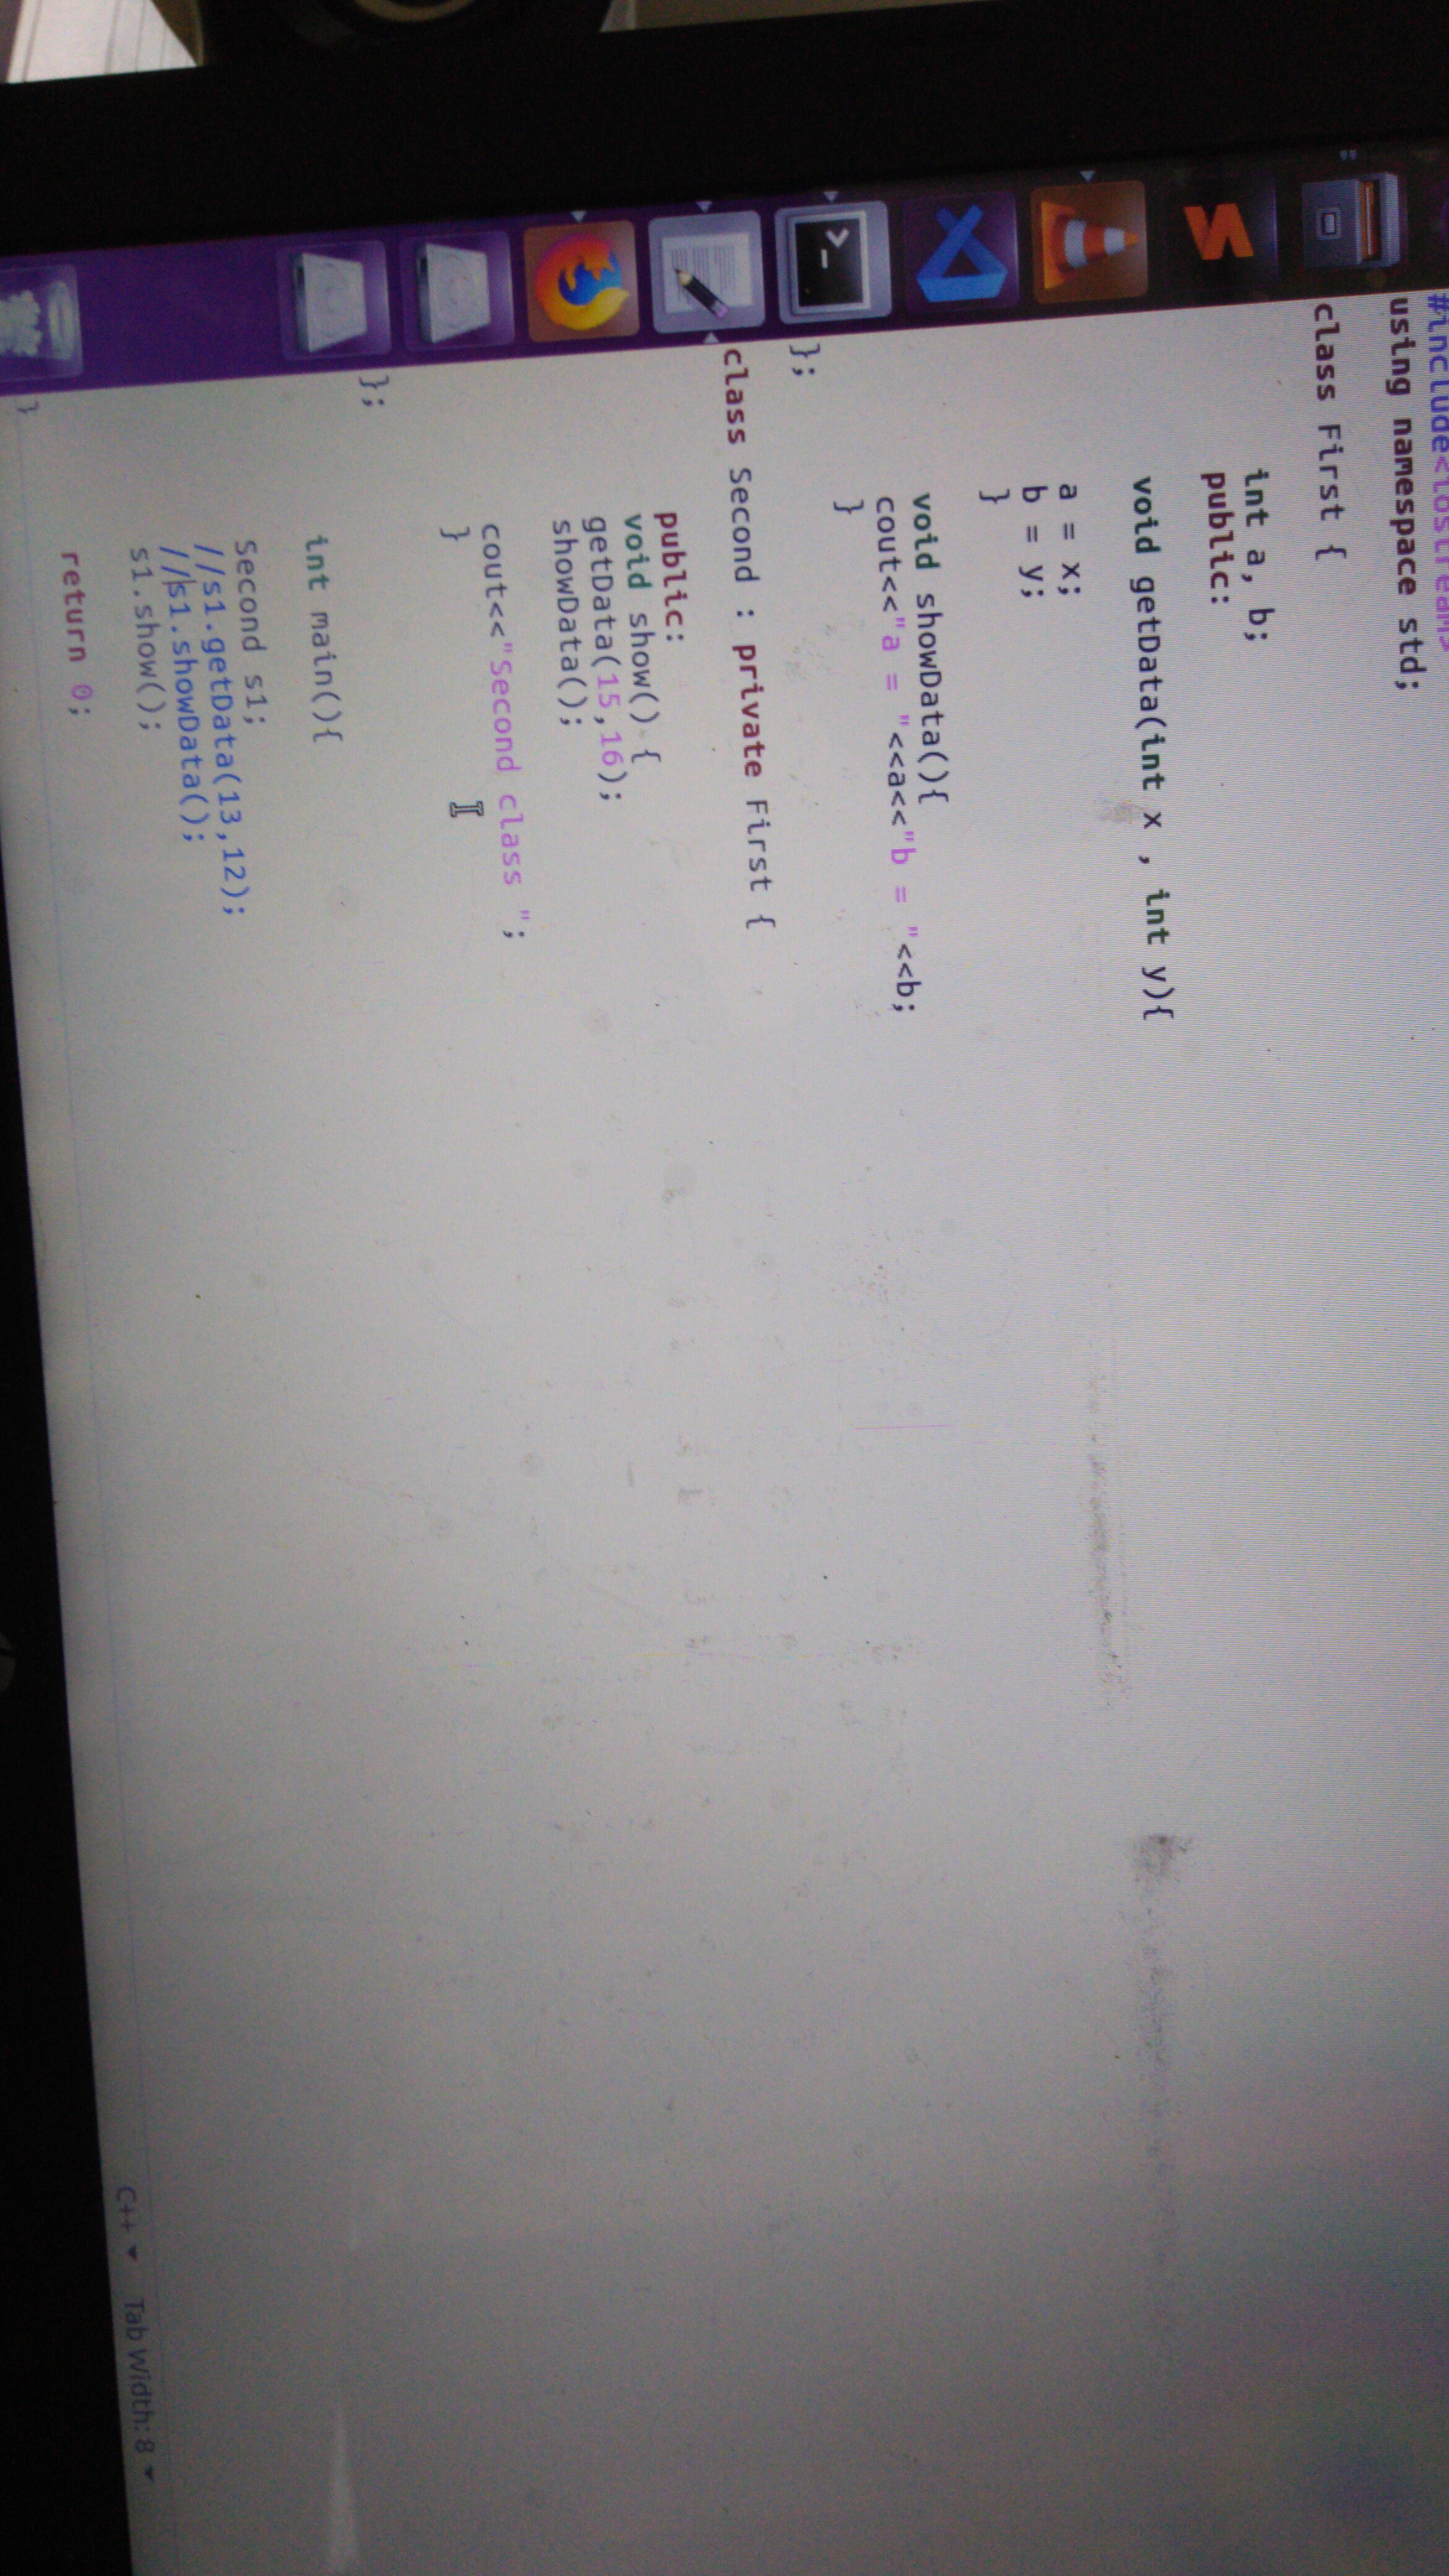 #include<iostream>
using namespace std;
class First {
int a, b;
public:
void getData(int x , int y){
a = x;
b = y;
}
void showData(){
cout<<"a = "<<a<<"b = "<<b;
}
};
class Second : private First {
public:
void show() {
getData(15,16);
showData();
cout<<"Second class ";
}
};
int main(){
Second s1;
//s1.getData(13,12);
//s1.showData();
s1.show();
return 0;
}
C++ Tab Width: 8